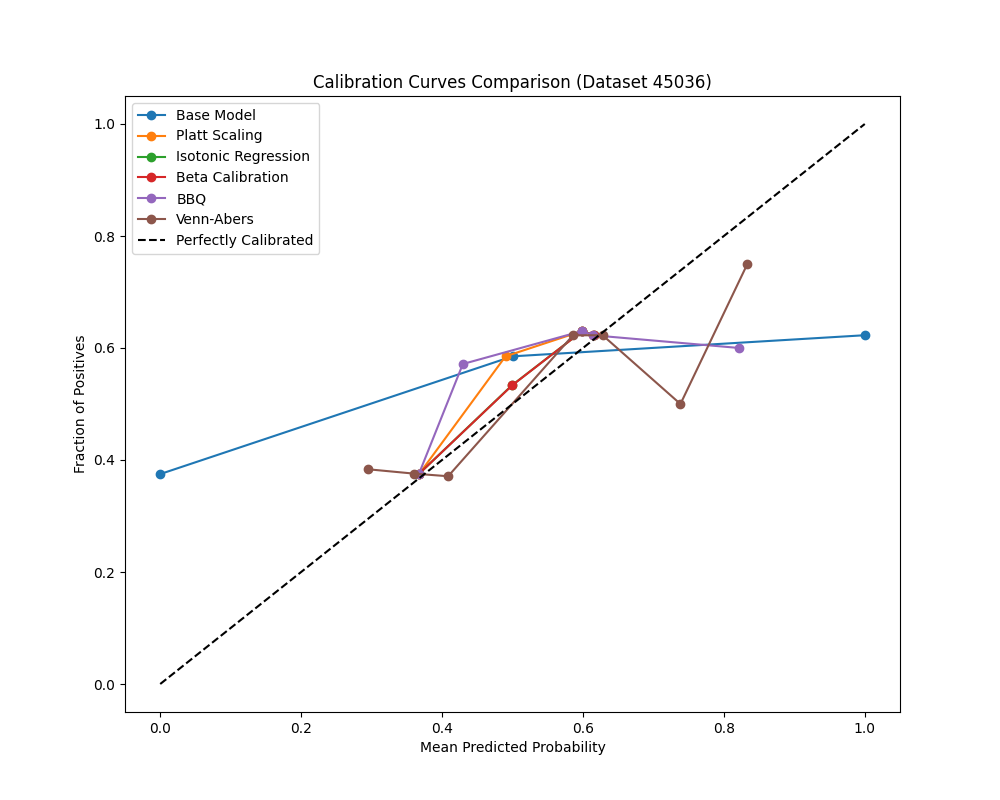 Calibration Curves Comparison (Dataset 45036)
Base Model
Platt Scaling
Isotonic Regression
Beta Calibration
BBQ
Venn-Abers
Perfectly Calibrated
1.0
0.8
0.6
0.4
0.2
0.0
Fraction of Positives
0.0 0.2 0.4 0.6 0.8 1.0
Mean Predicted Probability